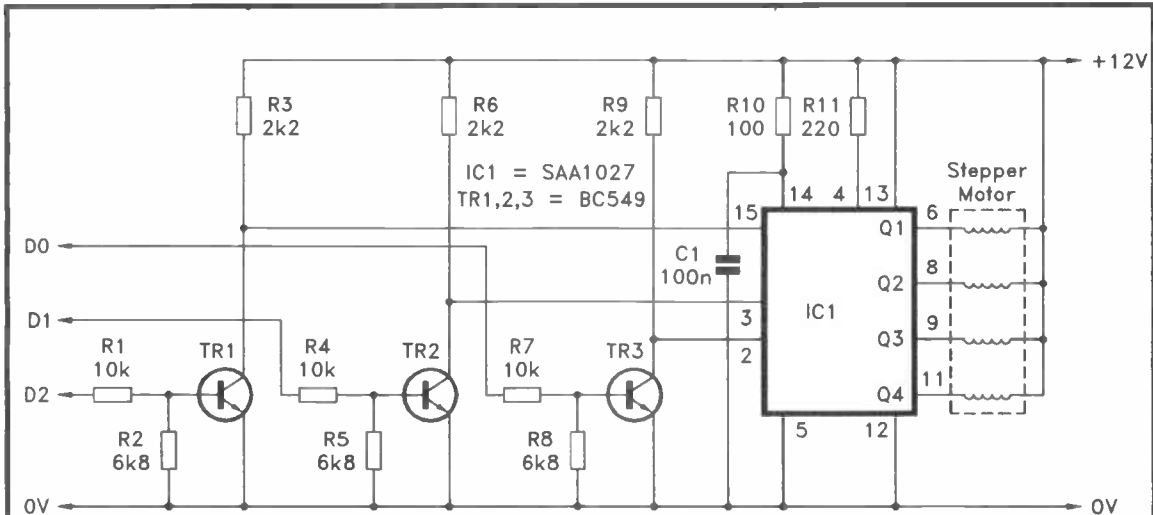 +12V
R3
2k2
R6
2k2
R9
2k2
R10
100
R11
220
IC1 = SAA1027
TR1,2,3 = BC549
Stepper
Motor
14
4
13
15
6
Q1
D0
C1
100n
8
Q2
IC1
D1
3
9
Q3
2
R1
10k
TR1
R4
10k
TR2
R7
10k
TR3
11
Q4
D2
5
12
R2
6k8
R5
6k8
R8
6k8
0V
0V